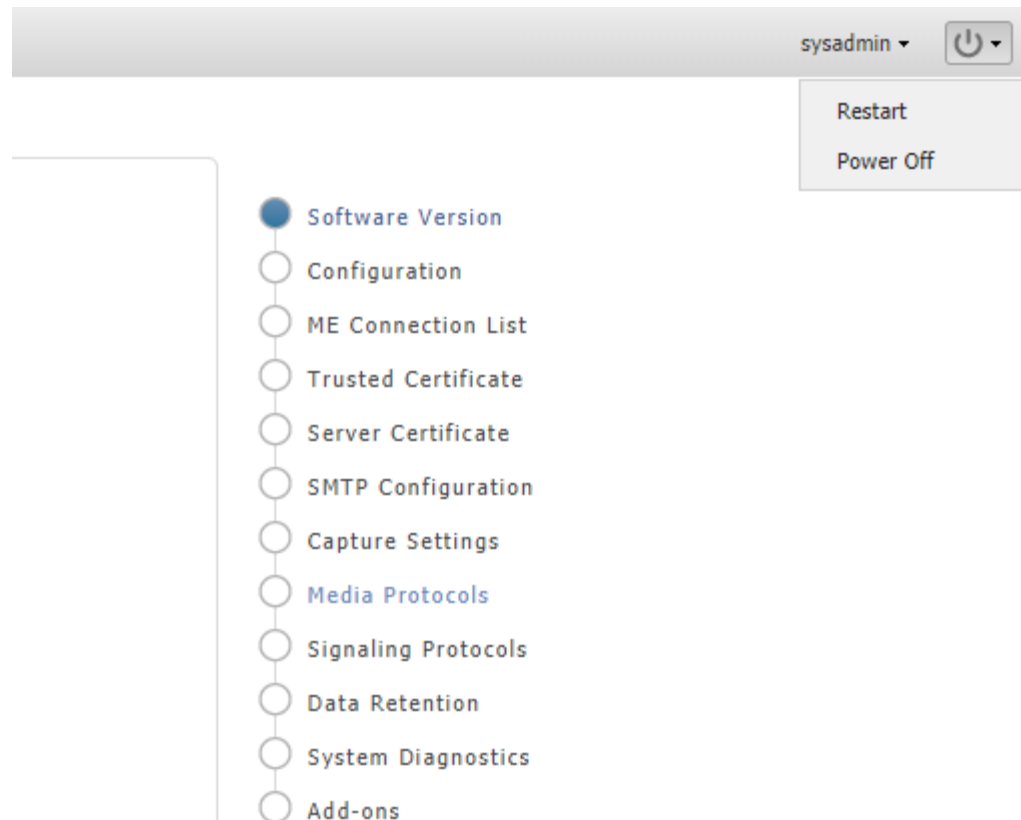 sysadmin
Restart
Power Off
Software Version
Configuration
ME Connection List
Trusted Certificate
Server Certificate
SMTP Configuration
Capture Settings
Media Protocols
Signaling Protocols
Data Retention
System Diagnostics
Add-ons